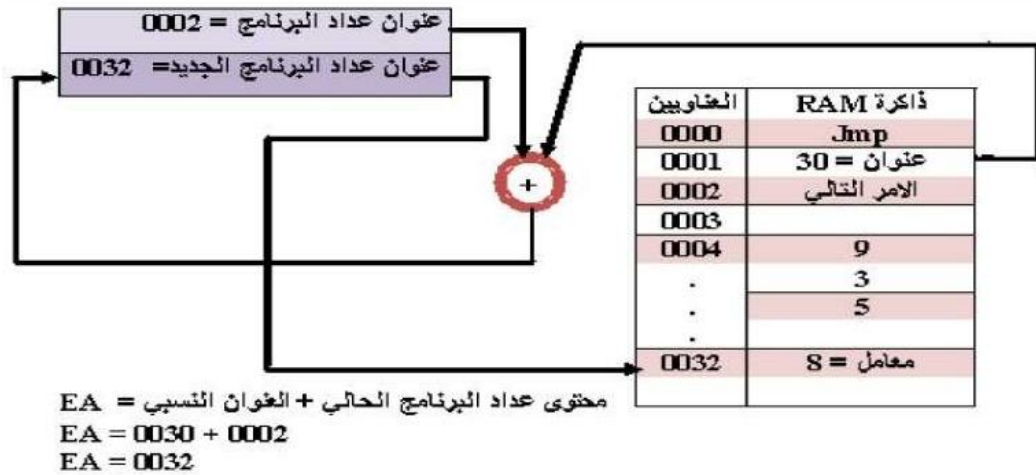 عنوان عداد البرنامج = 0002
عنوان عداد البرنامج الجديد= 0032
+
العناويين ذاكرة RAM
0000 Jmp
0001 عنوان = 30
0002 الامر التالي
0003
0004 9
. 3
. 5
.
0032 معامل = 8
محتوى عداد البرنامج الحالي + العنوان النسبي = EA
EA = 0030 + 0002
EA = 0032